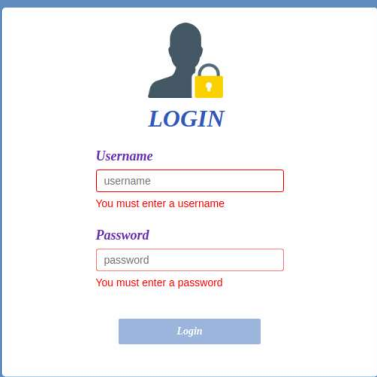 LOGIN
Username
username
You must enter a username
Password
password
You must enter a password
Login